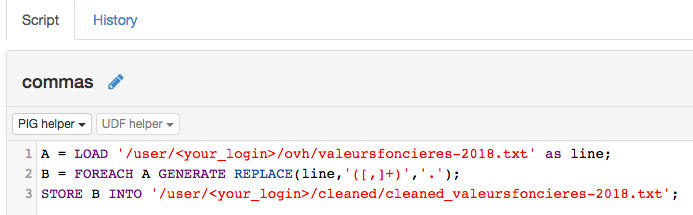 Script History
commas
PIG helper UDF helper
1 A = LOAD '/user/<your_login>/ovh/valeursfoncieres-2018.txt' as line;
2 B = FOREACH A GENERATE REPLACE(line,'([,]+)','.');
3 STORE B INTO '/user/<your_login>/cleaned/cleaned_valeursfoncieres-2018.txt';